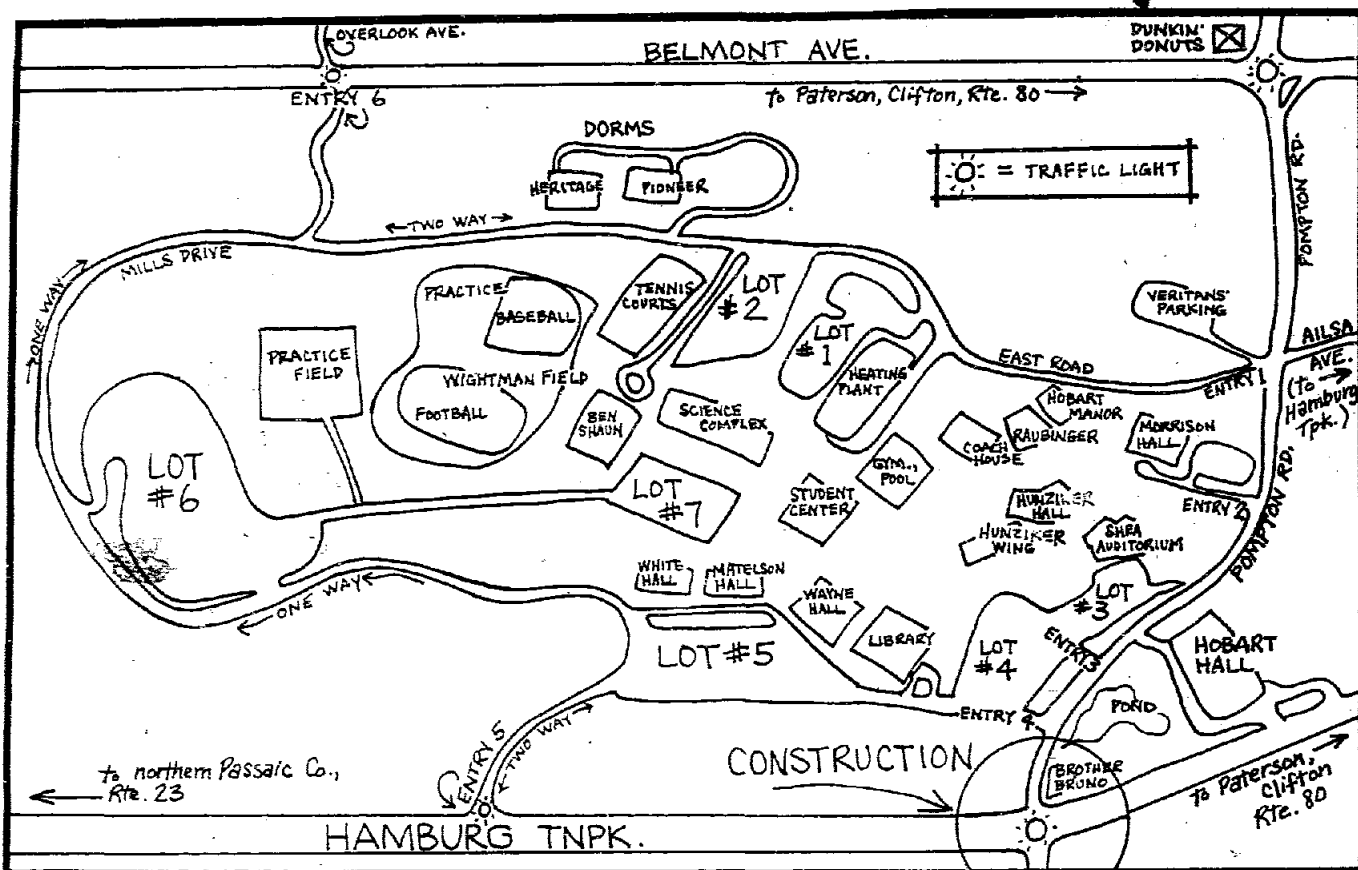 OVERLOOK AVE.
DUNKIN'
DONUTS
BELMONT AVE.
ENTRY 6
to Paterson, Clifton, Rte. 80
DORMS
= TRAFFIC LIGHT
HERITAGE
PIONEER
POMPTON RD.
TWO WAY
MILLS DRIVE
ONE WAY
PRACTICE
BASEBALL
TENNIS
COURTS
LOT
#2
VERITANS'
PARKING
LOT
#1
AILSA
AVE.
(to
Hamburg
Tpk.)
PRACTICE
FIELD
WIGHTMAN FIELD
FOOTBALL
HEATING
PLANT
EAST ROAD
ENTRY 1
HOBART
MANOR
RAUBINGER
MORRISON
HALL
COACH
HOUSE
BEN
SHAUN
SCIENCE
COMPLEX
GYM.,
POOL
LOT
#6
LOT
#7
STUDENT
CENTER
HUNZIKER
HALL
HUNZIKER
WING
ENTRY 2
SHEA
AUDITORIUM
POMPTON RD.
WHITE
HALL
MATELSON
HALL
WAYNE
HALL
LOT
#3
ONE WAY
LIBRARY
LOT #5
LOT
#4
ENTRY 3
HOBART
HALL
ENTRY 4
POND
ENTRY 5
TWO WAY
CONSTRUCTION
BROTHER
BRUNO
to northern Passaic Co.,
Rte. 23
to Paterson,
Clifton
Rte. 80
HAMBURG TNPK.